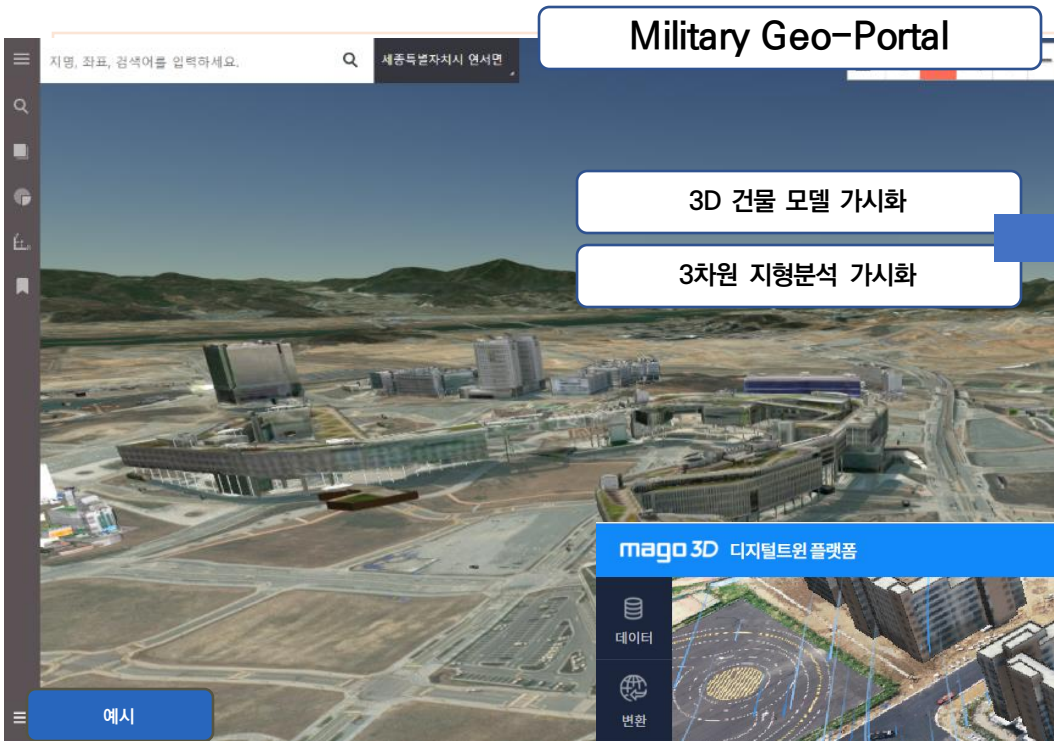 Military Geo-Portal
지명, 좌표, 검색어를 입력하세요.
세종특별자치시 연서면
3D 건물 모델 가시화
3차원 지형분석 가시화
mago 3D 디지털트윈 플랫폼
데이터
변환
예시